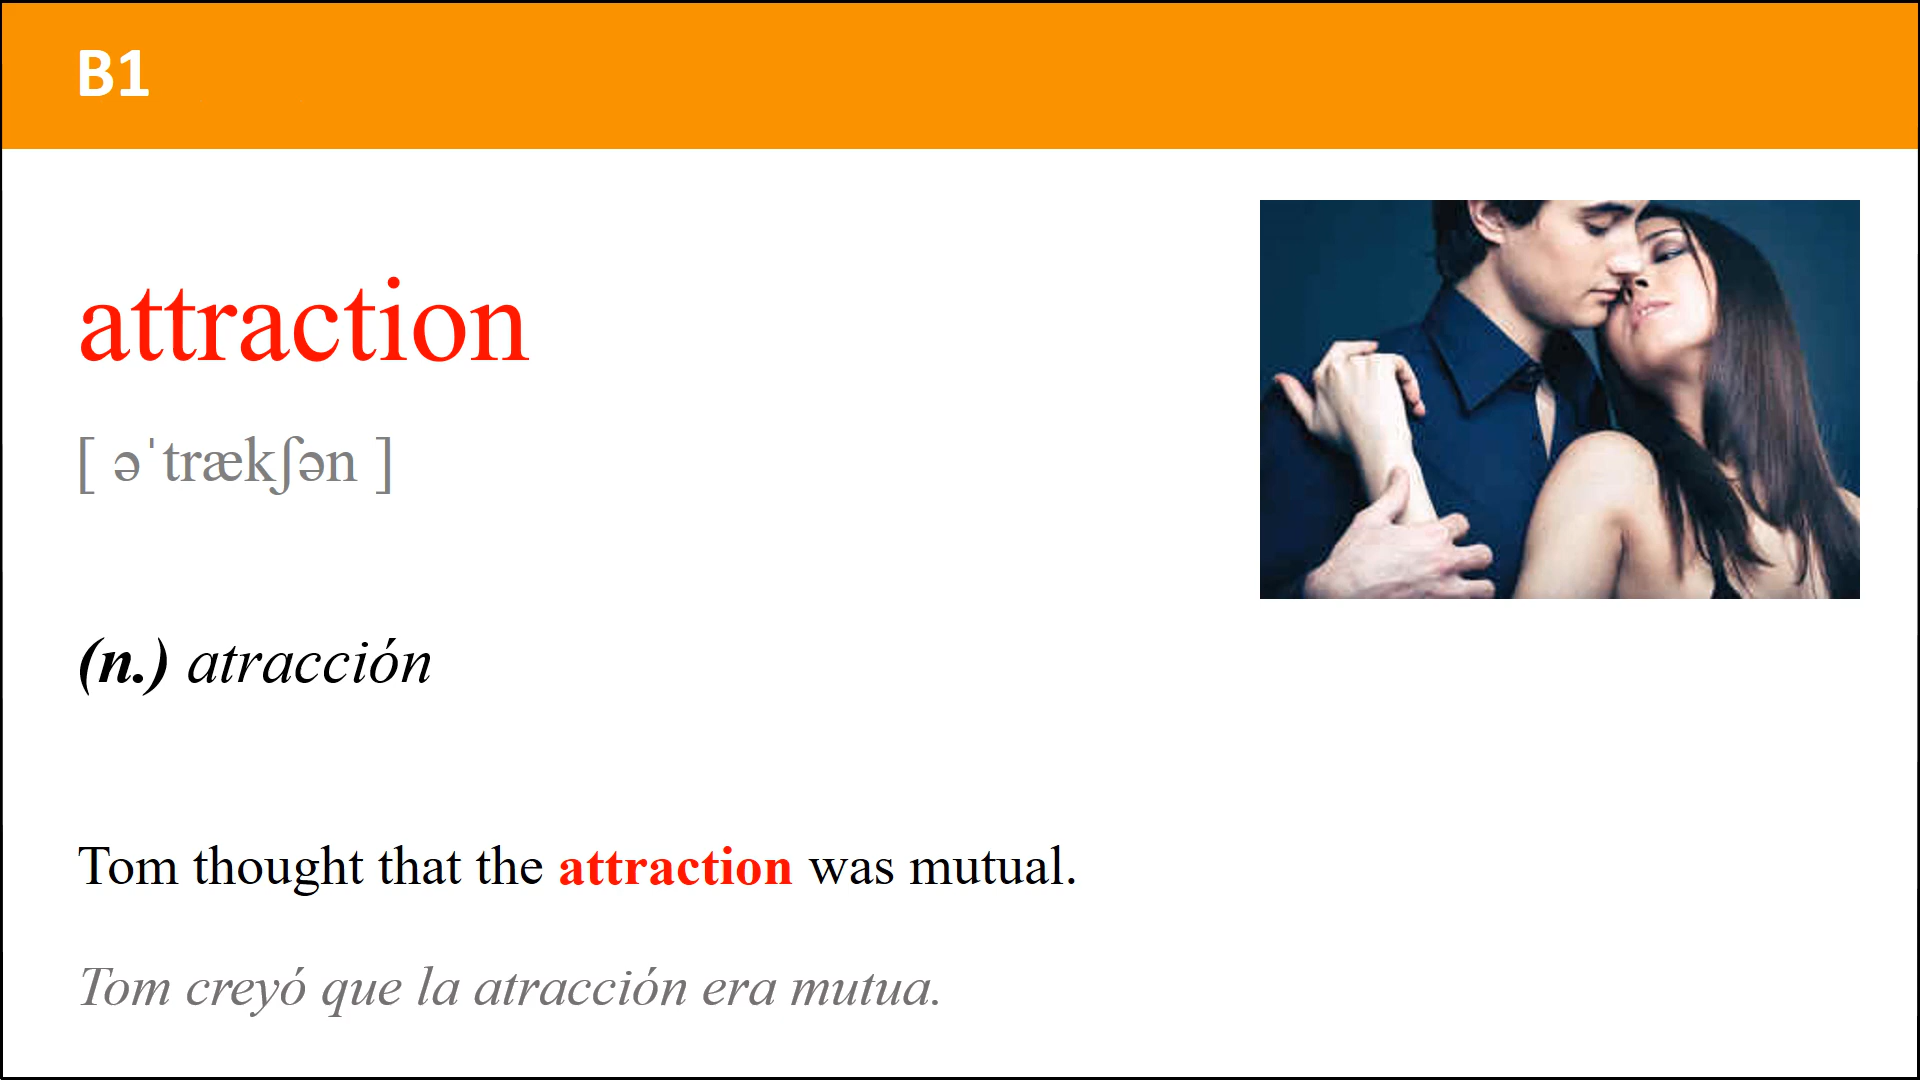 B1
attraction
[ əˈtrækʃən ]
(n.) atracción
Tom thought that the attraction was mutual.
Tom creyó que la atracción era mutua.